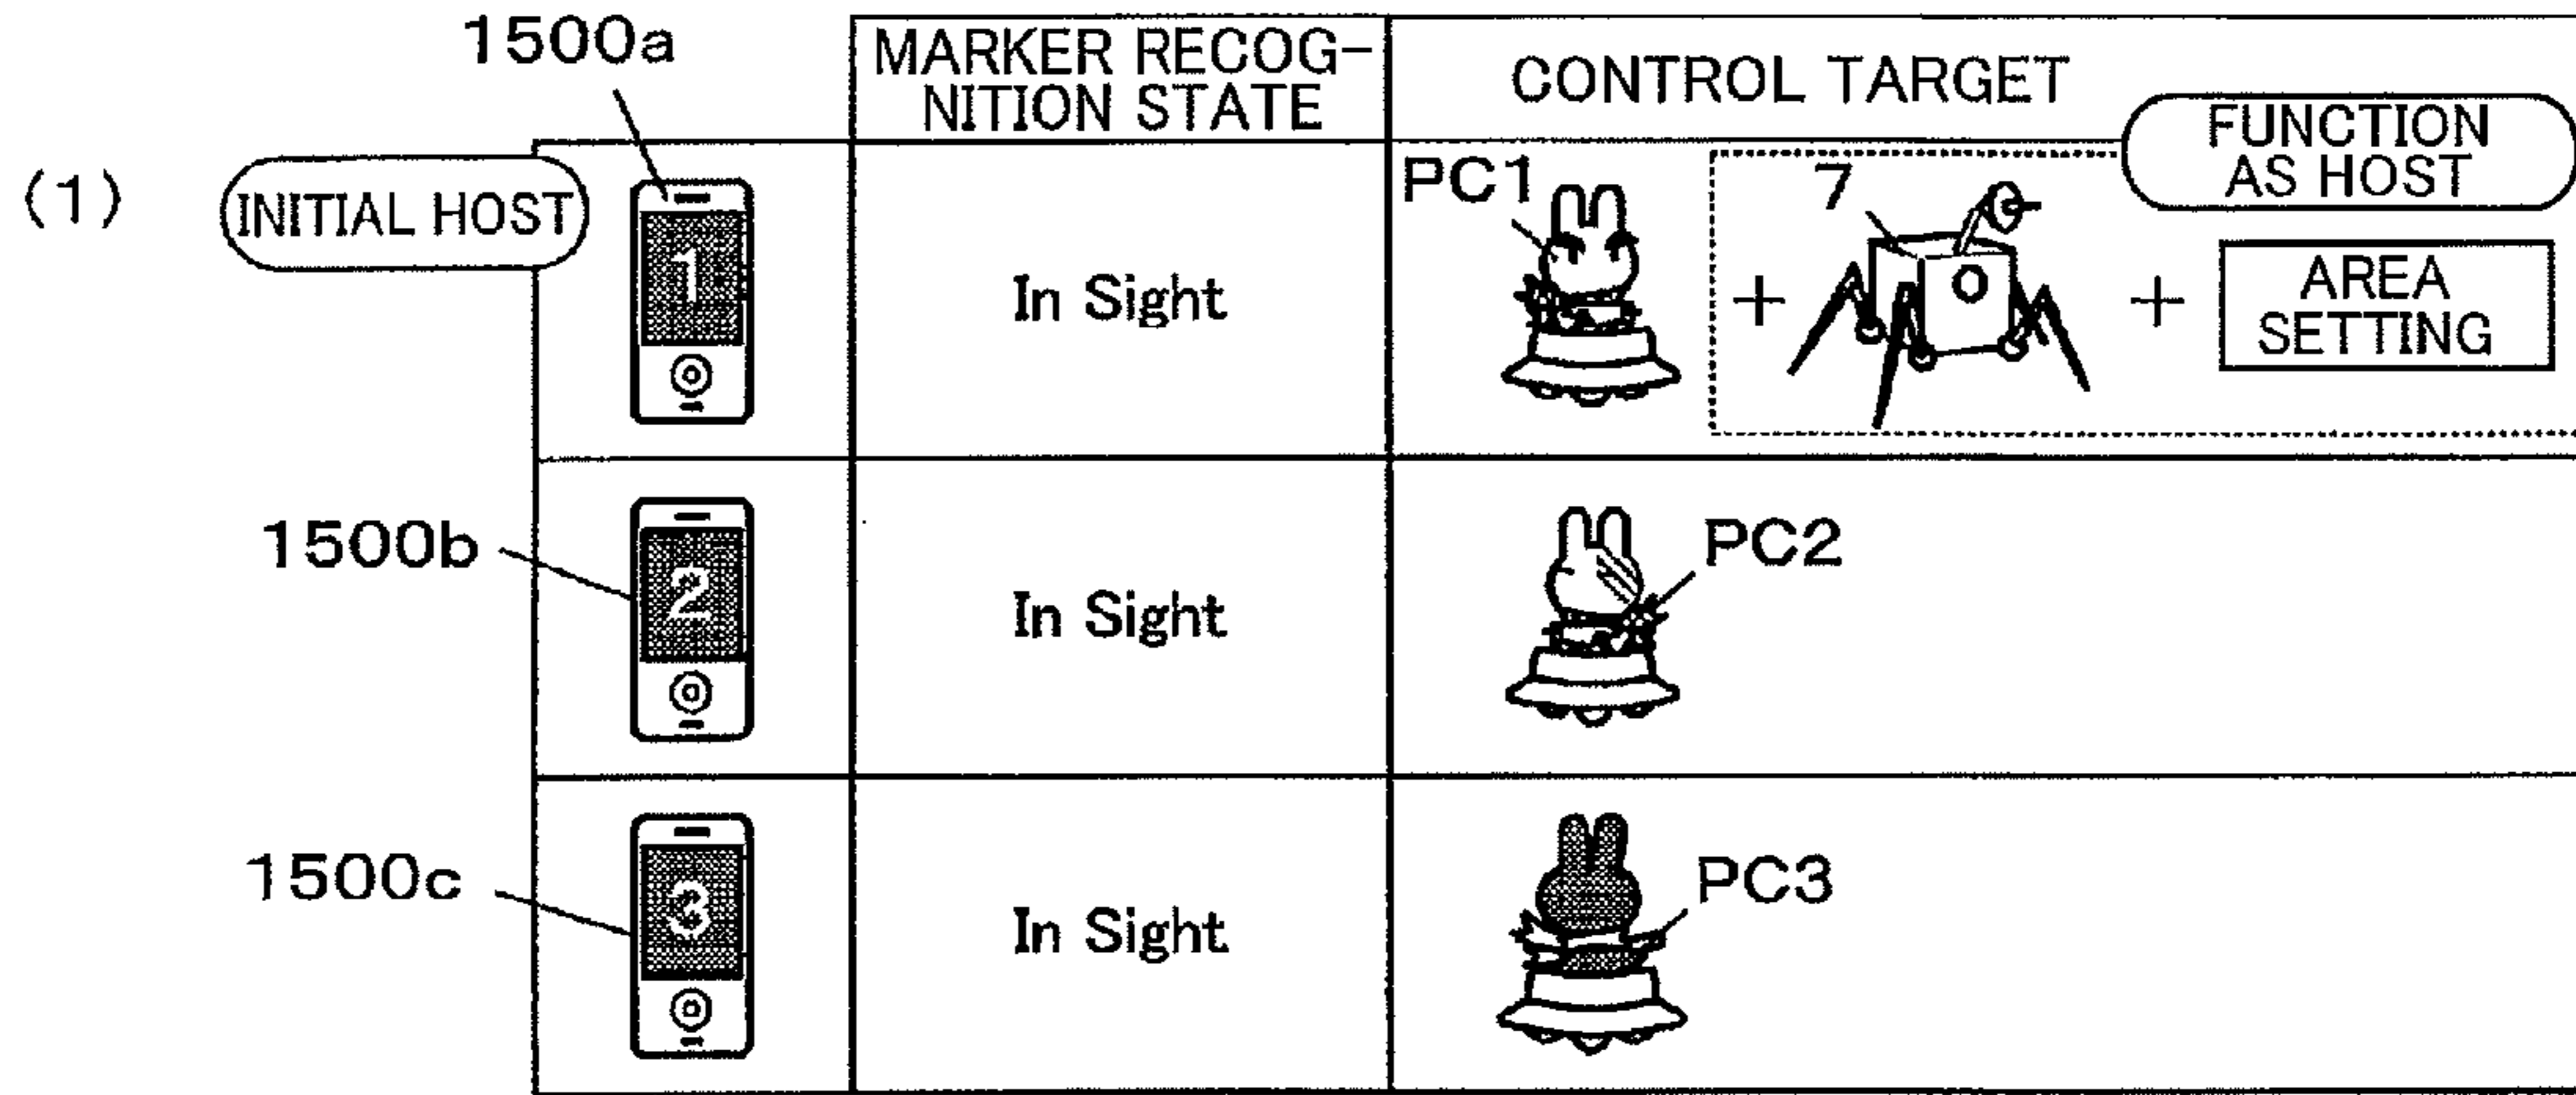 1500a
MARKER RECOG-
NITION STATE
CONTROL TARGET
FUNCTION
AS HOST
(1)
INITIAL HOST
1
In Sight
PC1
7
+
+
AREA
SETTING
1500b
2
In Sight
PC2
1500c
3
In Sight
PC3